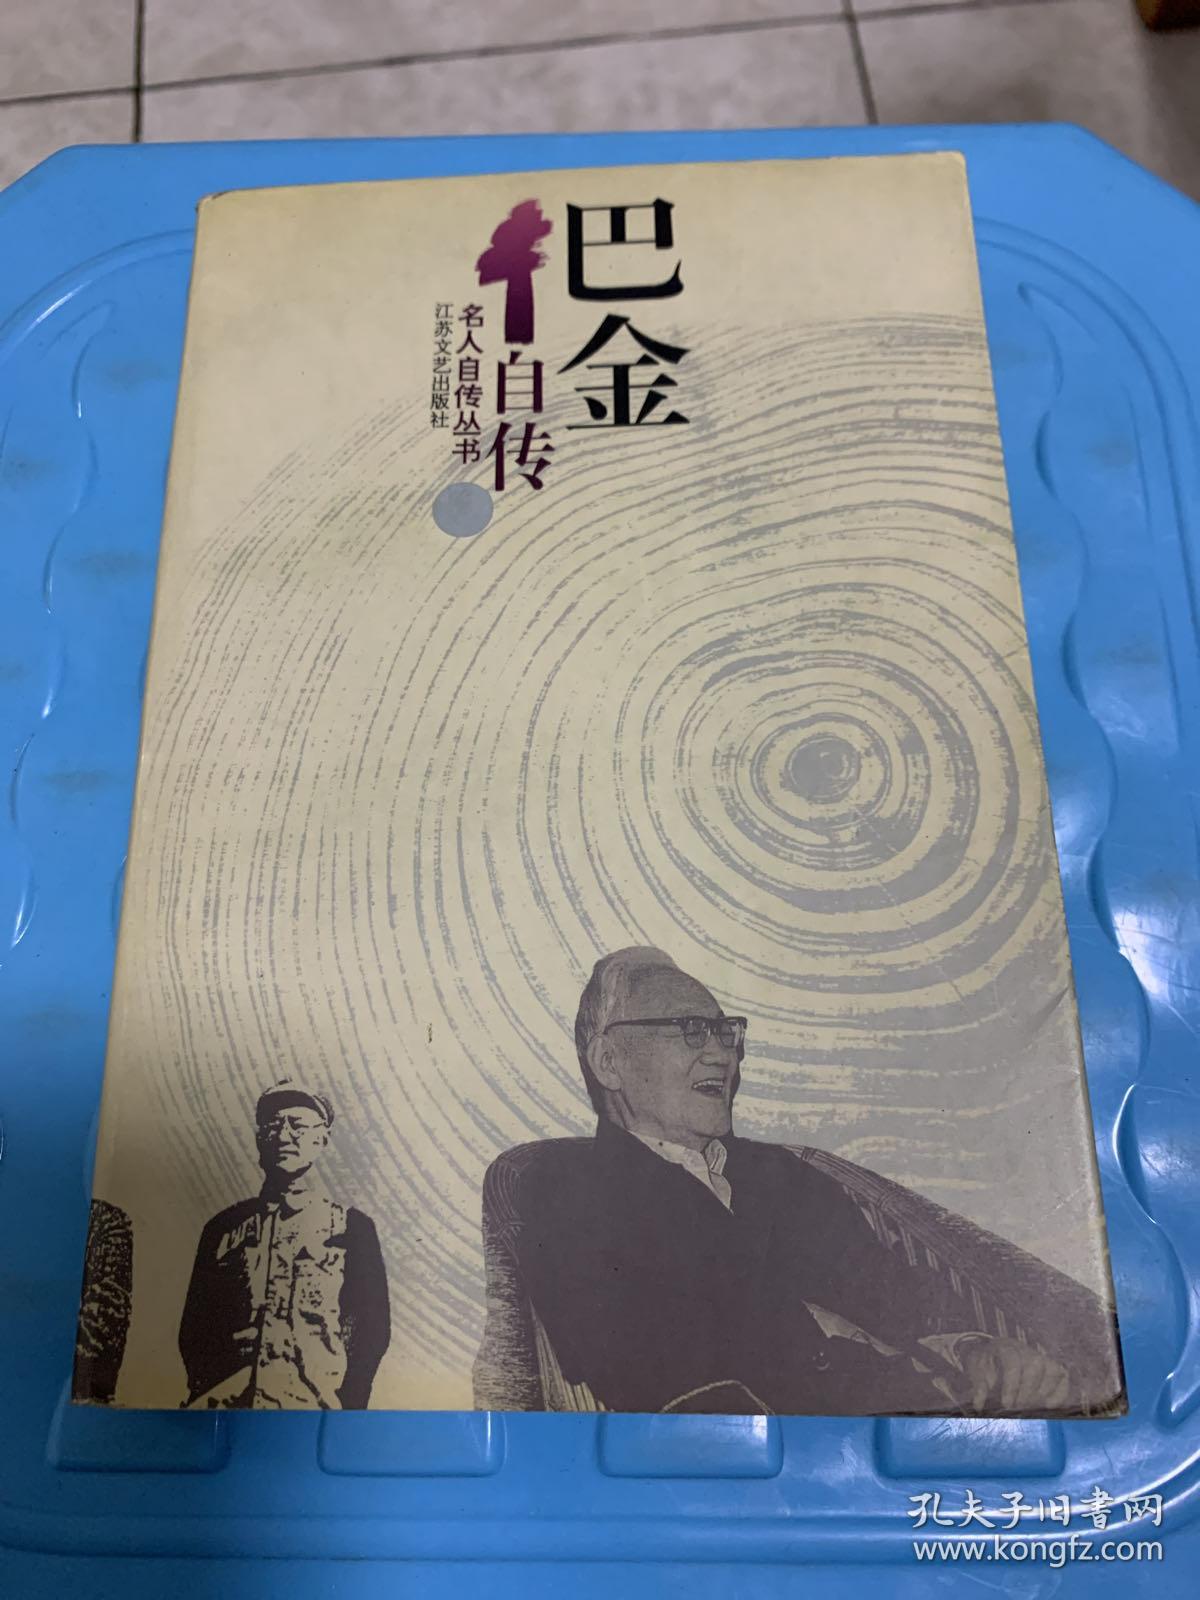 巴金
自传
名人自传丛书
江苏文艺出版社
孔夫子旧書网
www.kongfz.com